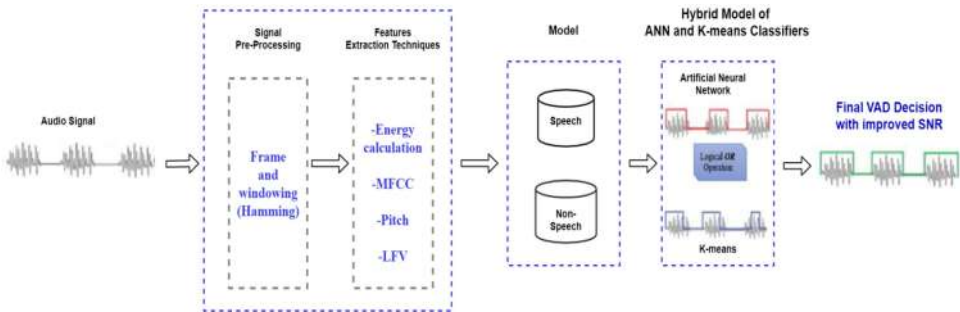 Audio Signal
Signal
Pre-Processing
Frame
and
windowing
(Hamming)
Features
Extraction Techniques
-Energy
calculation
-MFCC
-Pitch
-LFV
Model
Speech
Non-
Speech
Hybrid Model of
ANN and K-means Classifiers
Artificial Neural
Network
Logical OR
Operation
K-means
Final VAD Decision
with improved SNR